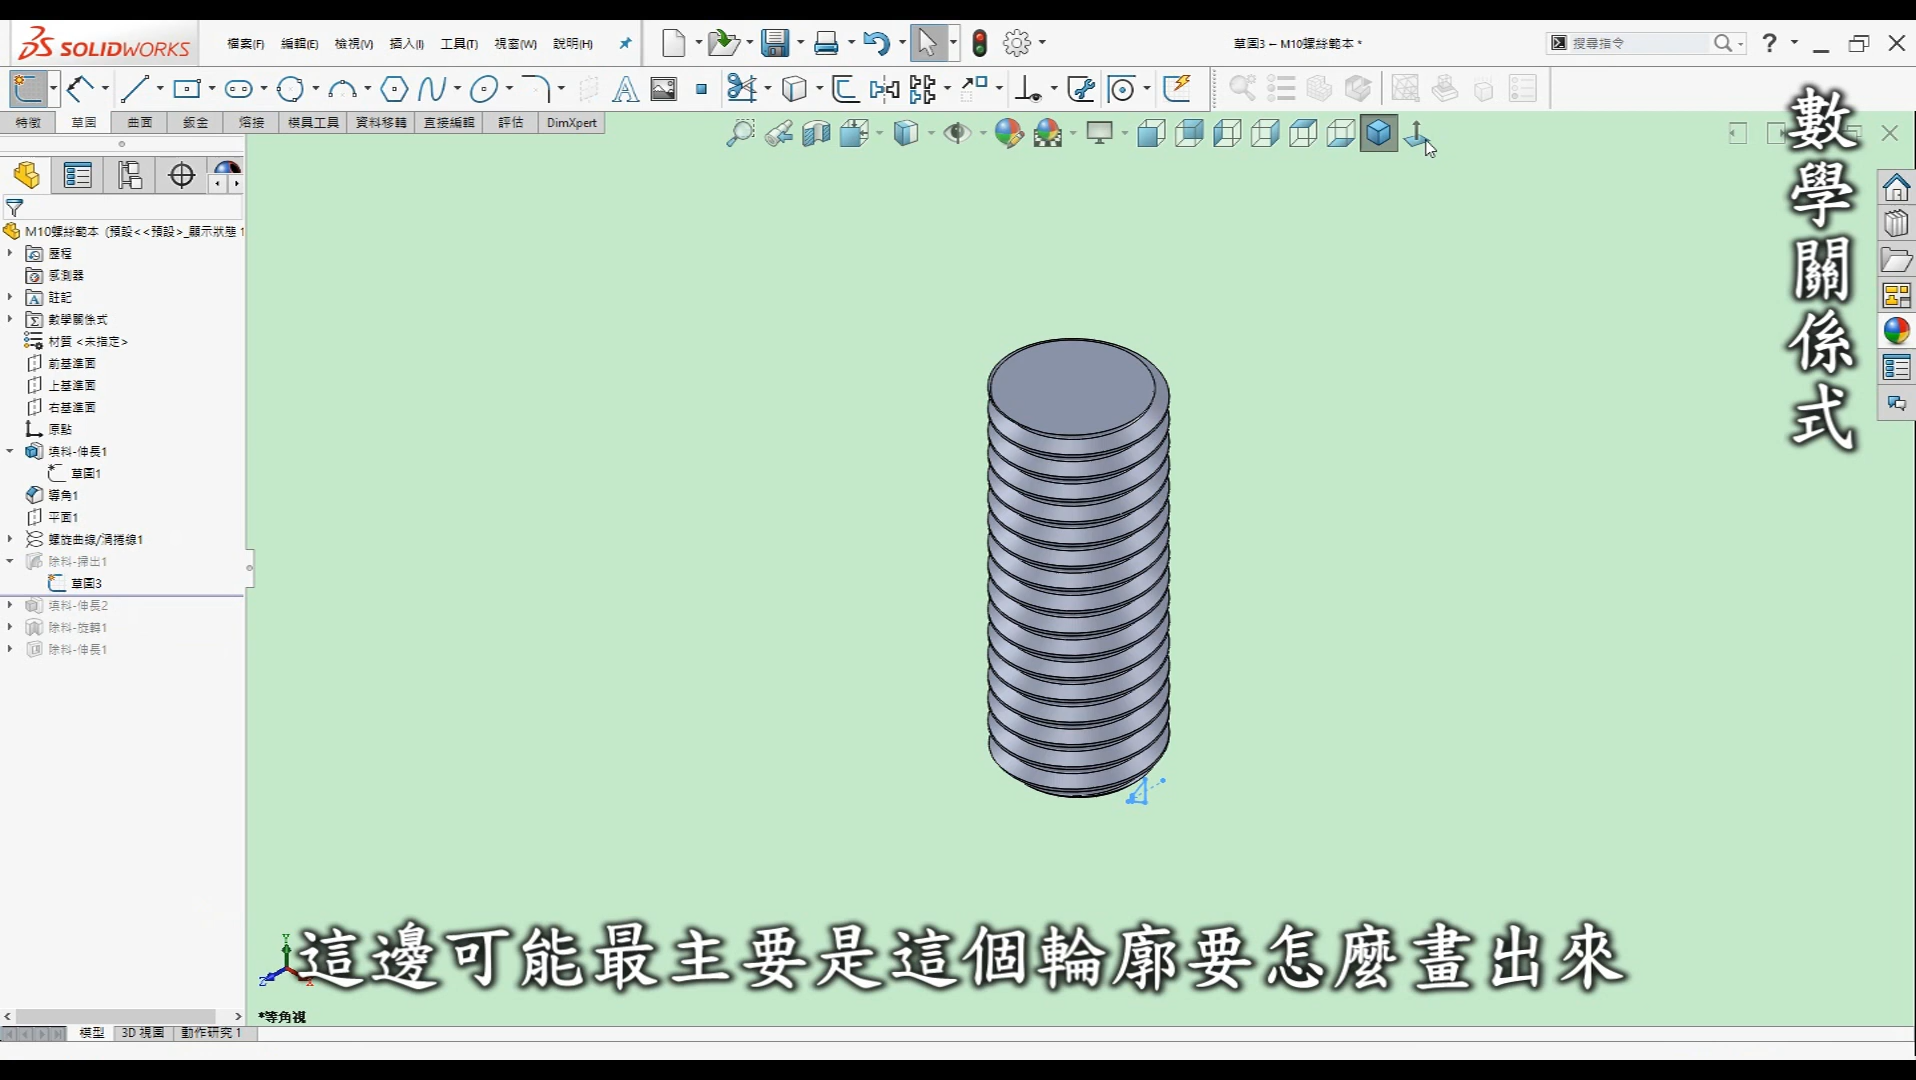 SOLIDWORKS
檔案(F) 編輯(E) 檢視(V) 插入(I) 工具(T) 視窗(W) 說明(H)
草圖3 – M10螺絲範本 *
搜尋指令
特徵 草圖 曲面 鈑金 熔接 模具工具 資料移轉 直接編輯 評估 DimXpert
數學關係式
M10螺絲範本 (預設<<預設>_顯示狀態 1
歷程
感測器
註記
數學關係式
材質 <未指定>
前基準面
上基準面
右基準面
原點
填料-伸長1
草圖1
導角1
平面1
螺旋曲線/渦捲線1
除料-掃出1
草圖3
填料-伸長2
除料-旋轉1
除料-伸長1
這邊可能最主要是這個輪廓要怎麼畫出來
Y
Z
X
*等角視
模型 3D 視圖 動作研究 1